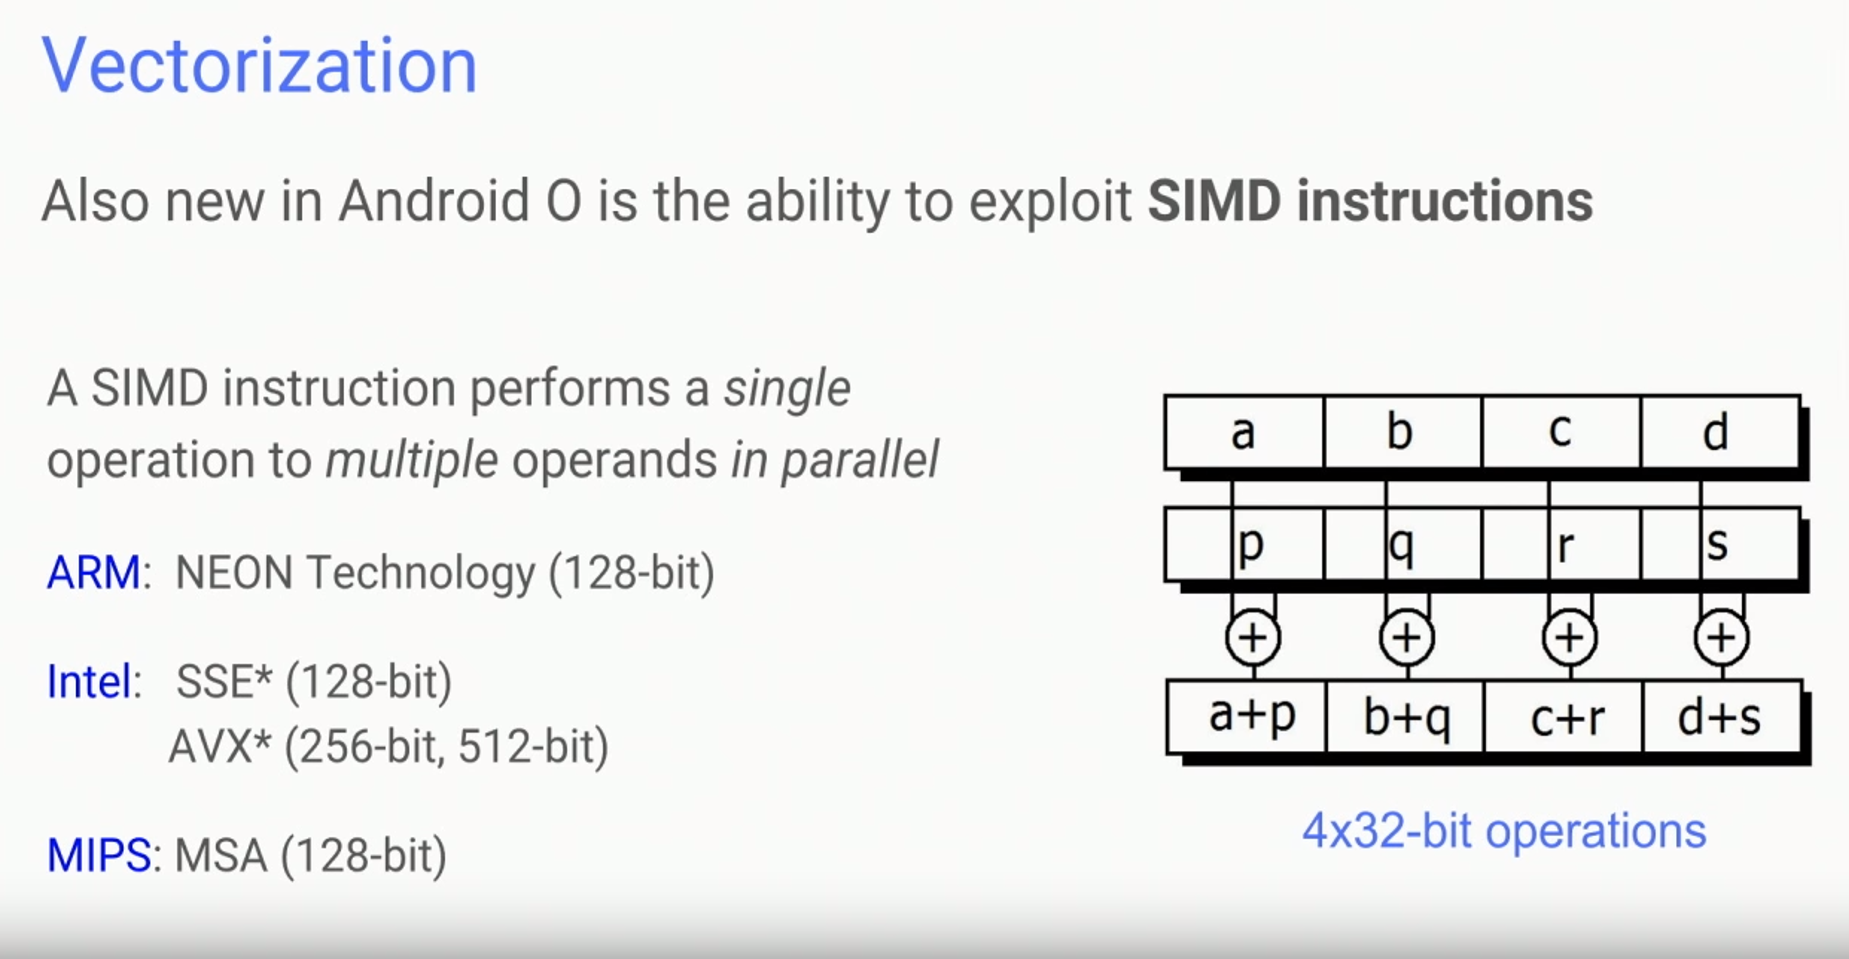 Vectorization
Also new in Android O is the ability to exploit SIMD instructions
A SIMD instruction performs a single
operation to multiple operands in parallel
ARM: NEON Technology (128-bit)
Intel: SSE* (128-bit)
AVX* (256-bit, 512-bit)
MIPS: MSA (128-bit)
a b c d
p q r s
+ + + +
a+p b+q c+r d+s
4x32-bit operations